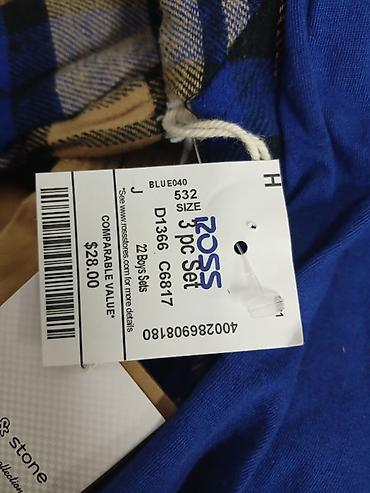 BLUE040
J
532
SIZE
H
ROSS
3 pc Set
D1366 C6817
22 Boys Sets
400286908180
*See www.rossstores.com for more details
COMPARABLE VALUE*
$28.00
stone
collection